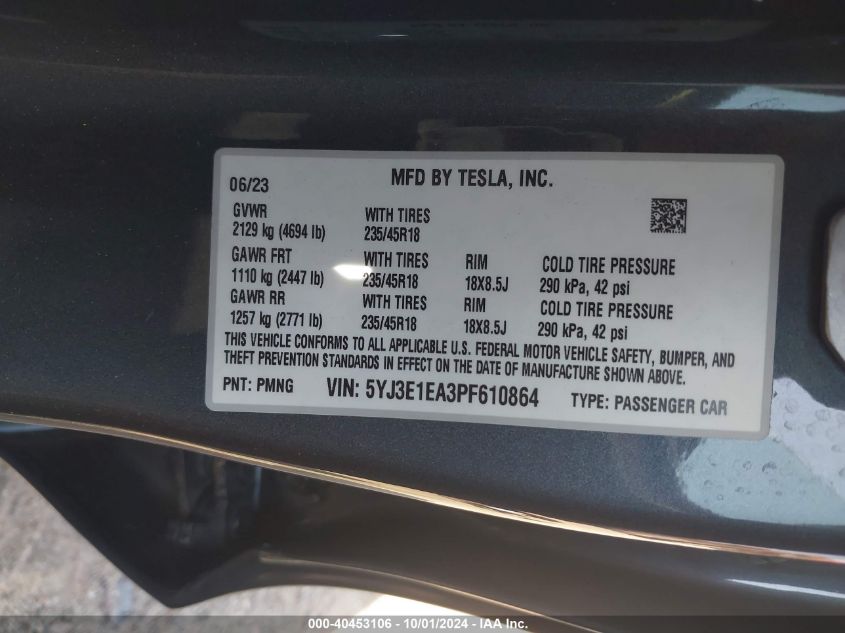 MFD BY TESLA, INC.
06/23
GVWR WITH TIRES
2129 kg (4694 lb) 235/45R18
GAWR FRT WITH TIRES RIM COLD TIRE PRESSURE
1110 kg (2447 lb) 235/45R18 18X8.5J 290 kPa, 42 psi
GAWR RR WITH TIRES RIM COLD TIRE PRESSURE
1257 kg (2771 lb) 235/45R18 18X8.5J 290 kPa, 42 psi
THIS VEHICLE CONFORMS TO ALL APPLICABLE U.S. FEDERAL MOTOR VEHICLE SAFETY, BUMPER, AND
THEFT PREVENTION STANDARDS IN EFFECT ON THE DATE OF MANUFACTURE SHOWN ABOVE.
PNT: PMNG VIN: 5YJ3E1EA3PF610864 TYPE: PASSENGER CAR
000-40453106 - 10/01/2024 - IAA Inc.